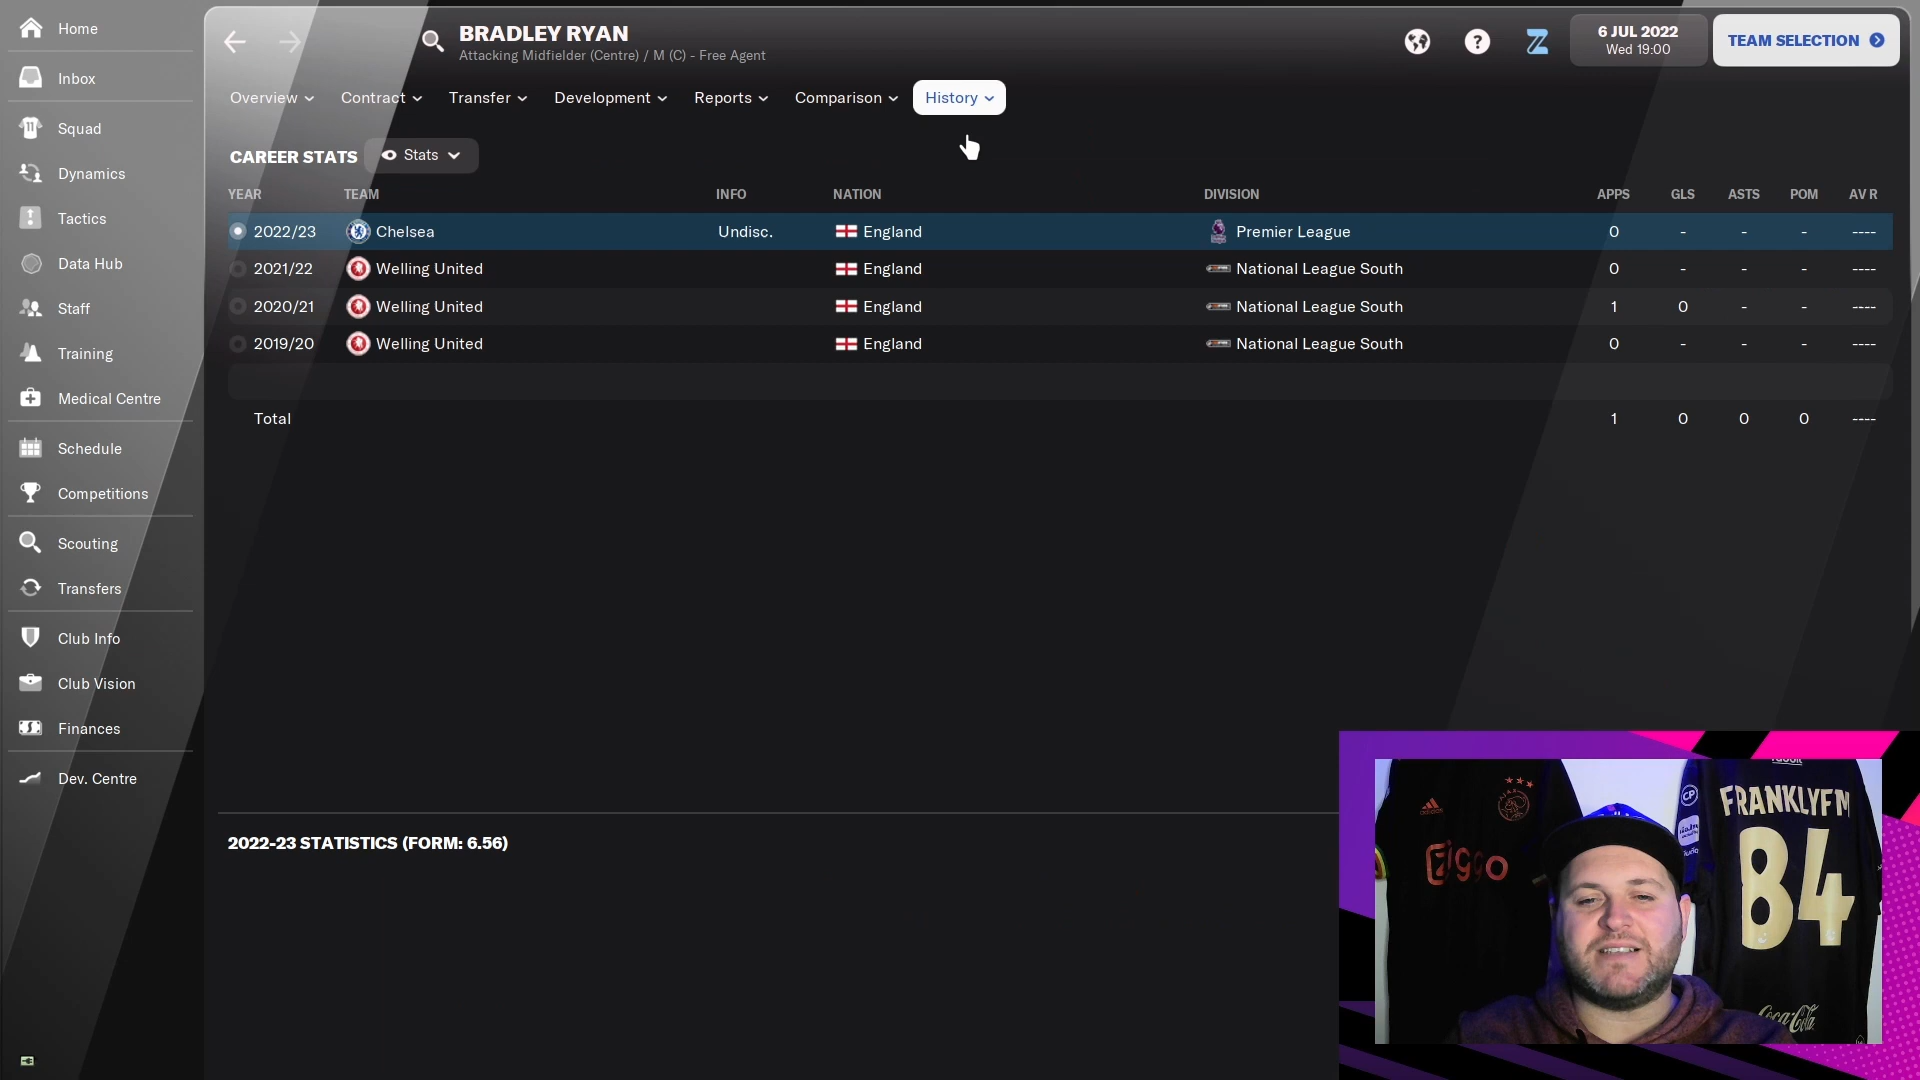 Home
Inbox
Squad
Dynamics
Tactics
Data Hub
Staff
Training
Medical Centre
Schedule
Competitions
Scouting
Transfers
Club Info
Club Vision
Finances
Dev. Centre
BRADLEY RYAN
Attacking Midfielder (Centre) / M (C) - Free Agent
6 JUL 2022
Wed 19:00
TEAM SELECTION
Overview Contract Transfer Development Reports Comparison History
CAREER STATS Stats
YEAR TEAM INFO NATION DIVISION APPS GLS ASTS POM AV R
2022/23 Chelsea Undisc. England Premier League 0 - - - ----
2021/22 Welling United England National League South 0 - - - ----
2020/21 Welling United England National League South 1 0 - - ----
2019/20 Welling United England National League South 0 - - - ----
Total 1 0 0 0 ----
2022-23 STATISTICS (FORM: 6.56)
adidas
ziggo
CP
FRANKLYFM
84
Coca-Cola